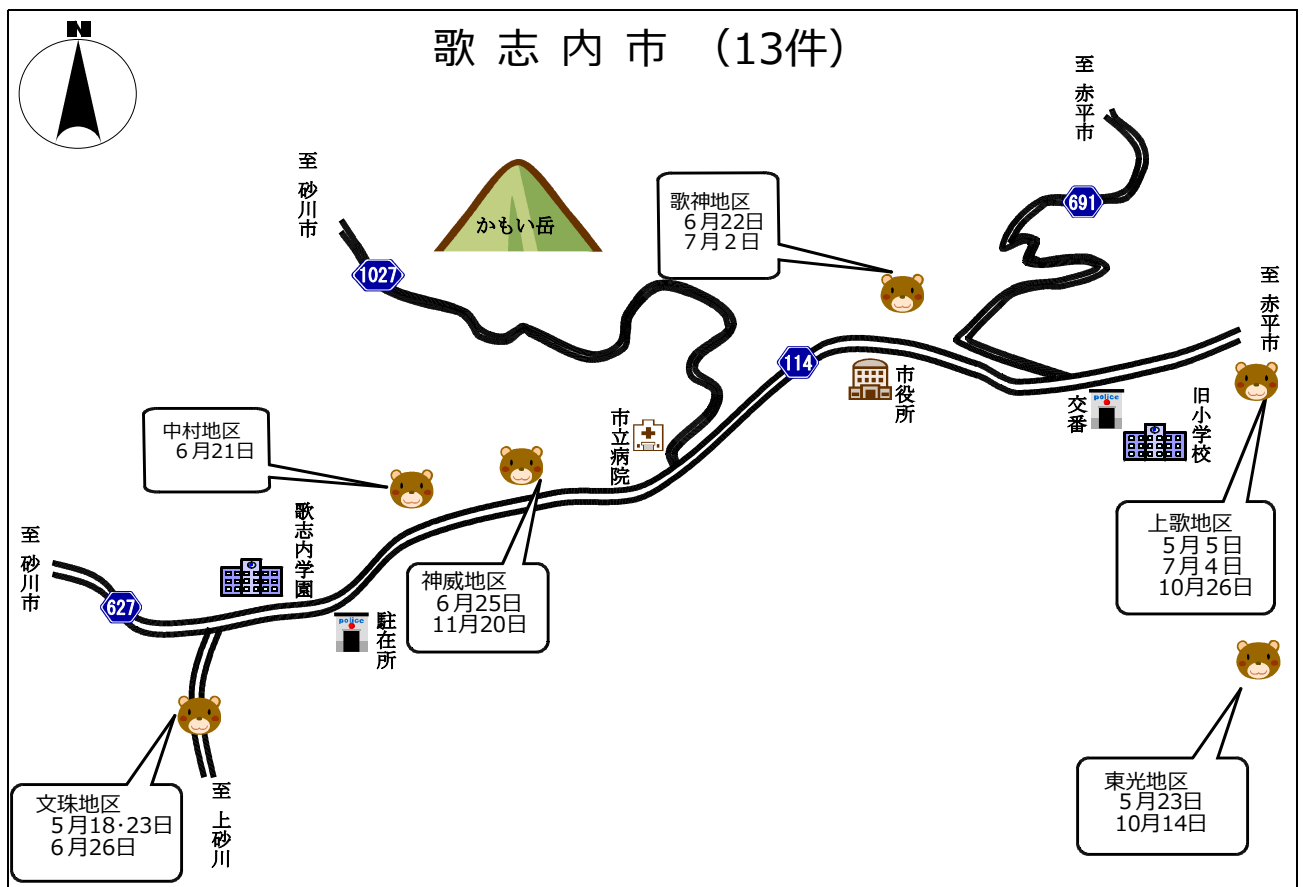 N
歌志内市 （13件）
至 赤平市
至 砂川市
かもい岳
歌神地区
6月22日
7月2日
691
1027
至 赤平市
114
市役所
交番
police
旧小学校
市立病院
中村地区
6月21日
上歌地区
5月5日
7月4日
10月26日
歌志内学園
至 砂川市
神威地区
6月25日
11月20日
627
police
駐在所
東光地区
5月23日
10月14日
文珠地区
5月18･23日
6月26日
至 上砂川